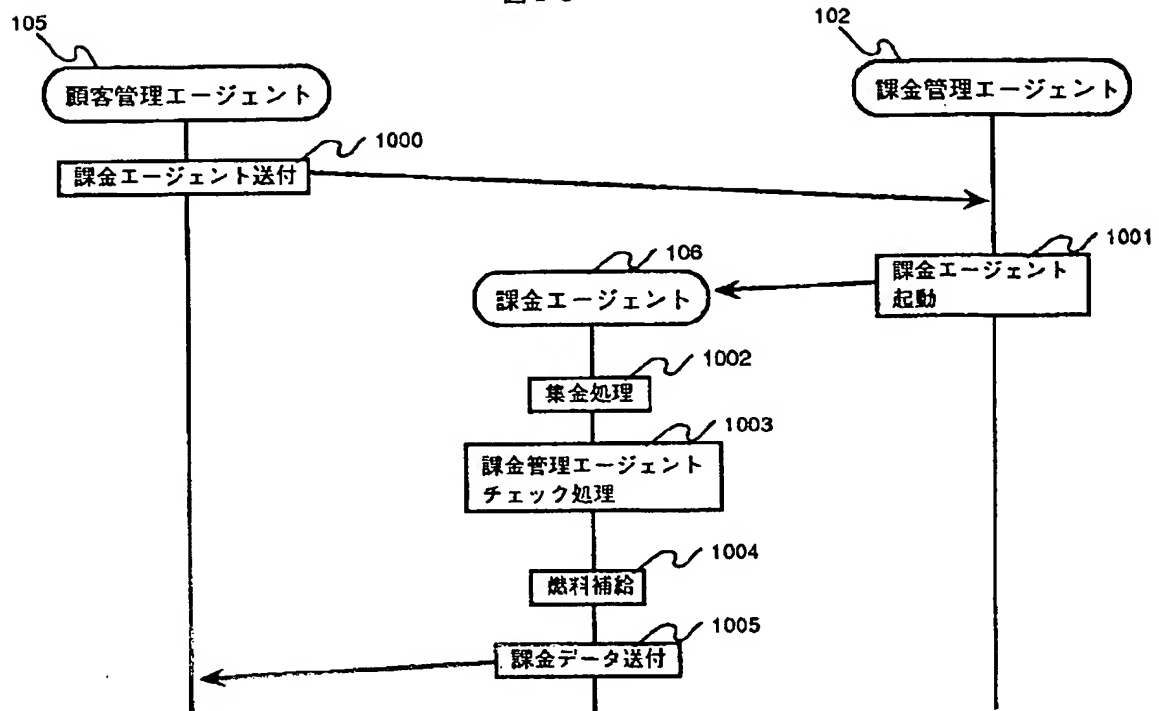 105
顧客管理エージェント
102
課金管理エージェント
1000
課金エージェント送付
1001
課金エージェント
起動
106
課金エージェント
1002
集金処理
1003
課金管理エージェント
チェック処理
1004
燃料補給
1005
課金データ送付